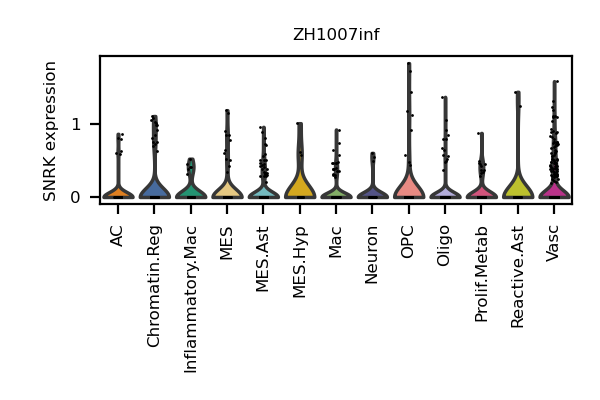 ZH1007inf
SNRK expression
1
0
AC
Chromatin.Reg
Inflammatory.Mac
MES
MES.Ast
MES.Hyp
Mac
Neuron
OPC
Oligo
Prolif.Metab
Reactive.Ast
Vasc